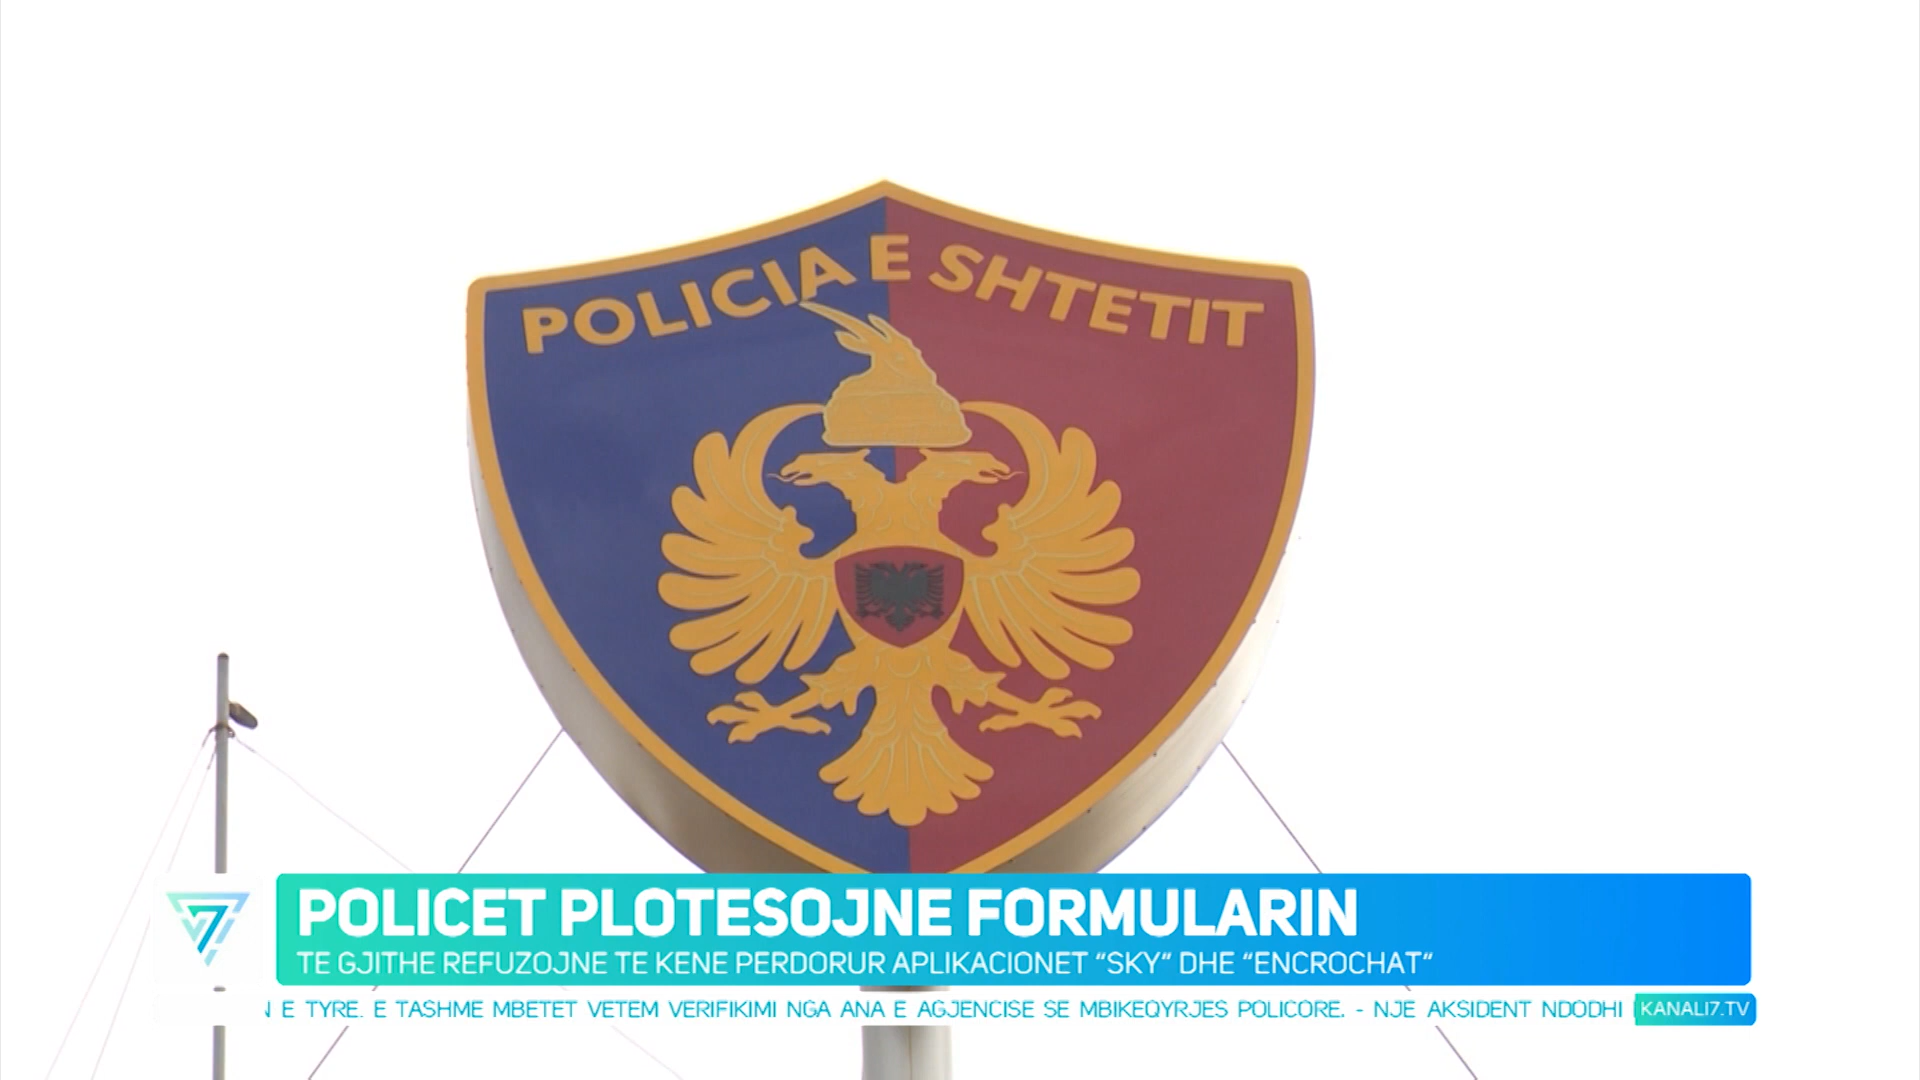 POLICIA E SHTETIT
POLICET PLOTESOJNE FORMULARIN
TE GJITHE REFUZOJNE TE KENE PERDORUR APLIKACIONET “SKY” DHE “ENCROCHAT”
E TYRE. E TASHME MBETET VETEM VERIFIKIMI NGA ANA E AGJENCISE SE MBIKEQYRJES POLICORE. - NJE AKSIDENT NDODHI
KANALI7.TV